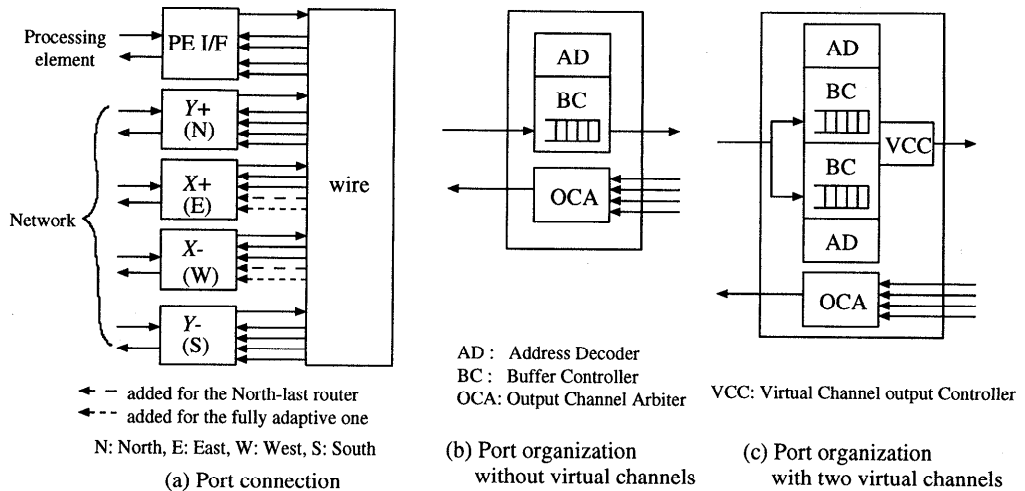 Processing
element
PE I/F
Y+
(N)
X+
(E)
Network
X-
(W)
Y-
(S)
wire
added for the North-last router
added for the fully adaptive one
N: North, E: East, W: West, S: South
(a) Port connection
AD
BC
OCA
AD : Address Decoder
BC : Buffer Controller
OCA: Output Channel Arbiter
(b) Port organization
without virtual channels
AD
BC
VCC
BC
AD
OCA
VCC: Virtual Channel output Controller
(c) Port organization
with two virtual channels